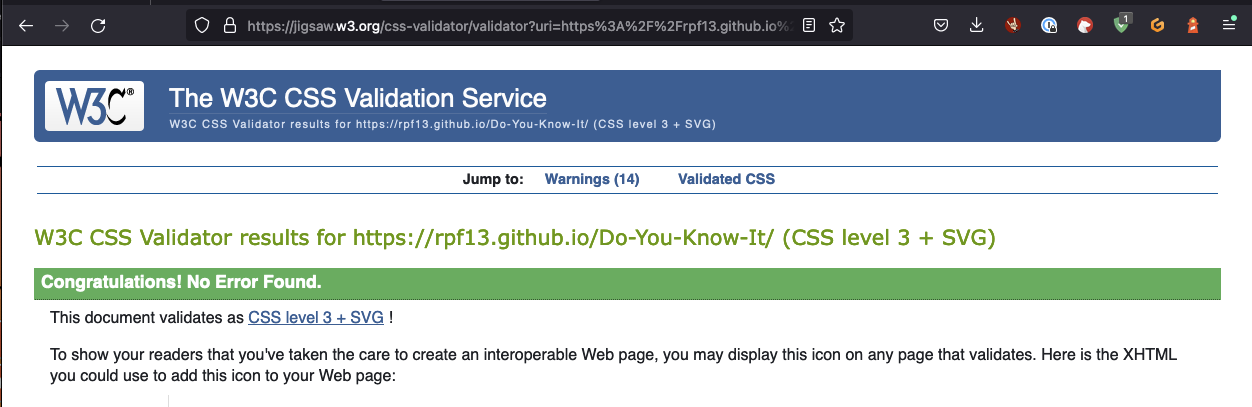 https://jigsaw.w3.org/css-validator/validator?uri=https%3A%2F%2Frpf13.github.io%2
1
W3C®
The W3C CSS Validation Service
W3C CSS Validator results for https://rpf13.github.io/Do-You-Know-It/ (CSS level 3 + SVG)
Jump to: Warnings (14) Validated CSS
W3C CSS Validator results for https://rpf13.github.io/Do-You-Know-It/ (CSS level 3 + SVG)
Congratulations! No Error Found.
This document validates as CSS level 3 + SVG !
To show your readers that you've taken the care to create an interoperable Web page, you may display this icon on any page that validates. Here is the XHTML
you could use to add this icon to your Web page: